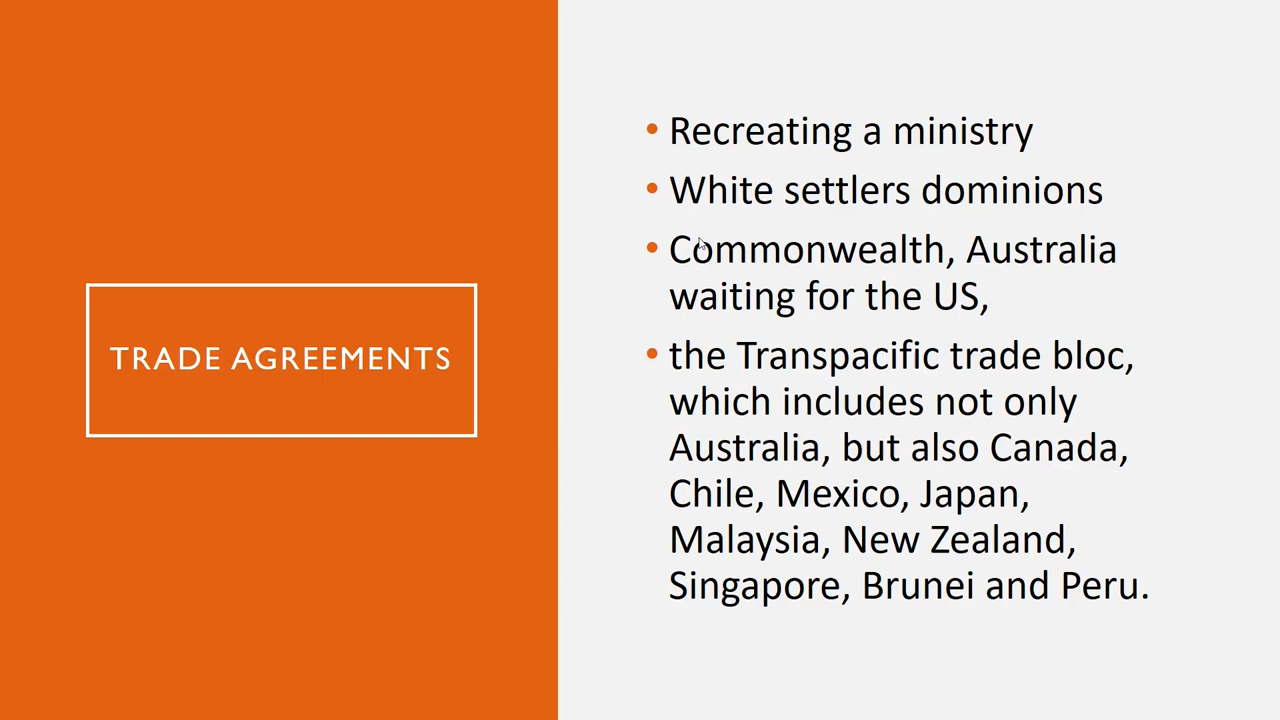 TRADE AGREEMENTS
• Recreating a ministry
• White settlers dominions
• Commonwealth, Australia
waiting for the US,
• the Transpacific trade bloc,
which includes not only
Australia, but also Canada,
Chile, Mexico, Japan,
Malaysia, New Zealand,
Singapore, Brunei and Peru.